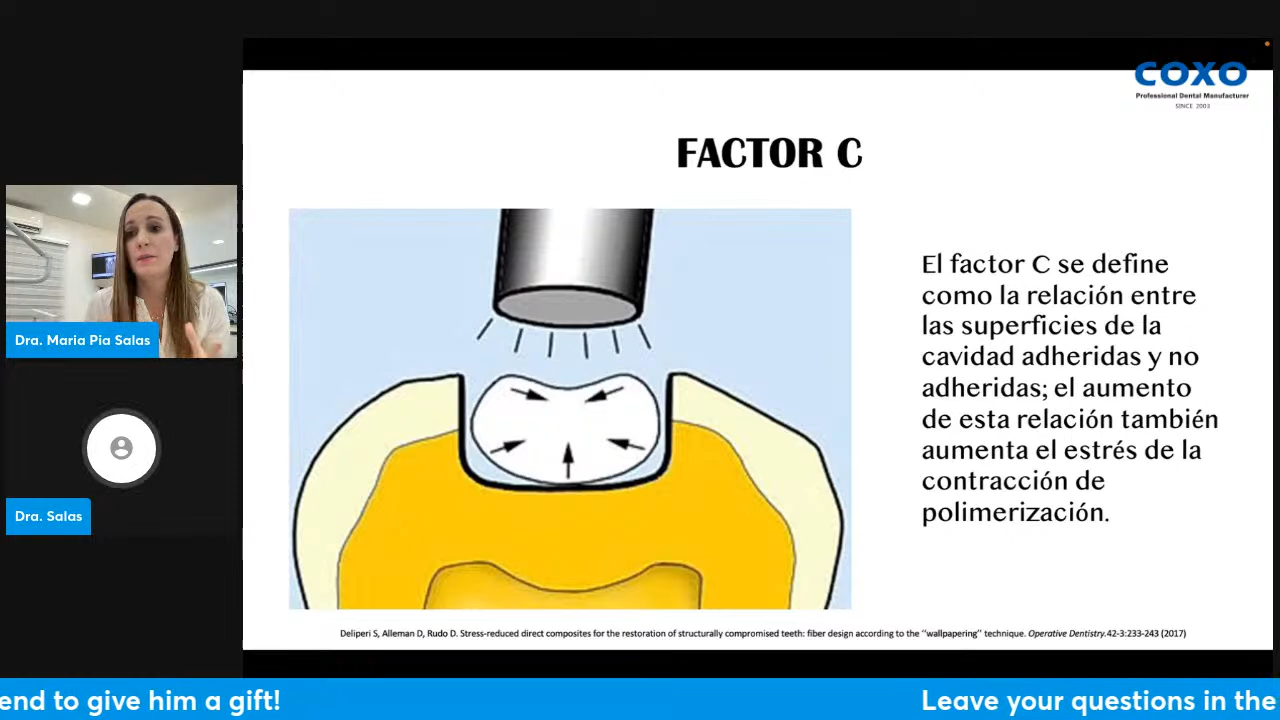 COXO
Professional Dental Manufacturer
SINCE 2003
FACTOR C
El factor C se define
como la relación entre
las superficies de la
cavidad adheridas y no
adheridas; el aumento
de esta relación también
aumenta el estrés de la
contracción de
polimerización.
Dra. Maria Pia Salas
Dra. Salas
Deliperi S, Alleman D, Rudo D. Stress-reduced direct composites for the restoration of structurally compromised teeth: fiber design according to the “wallpapering” technique. Operative Dentistry.42-3:233-243 (2017)
end to give him a gift! Leave your questions in the